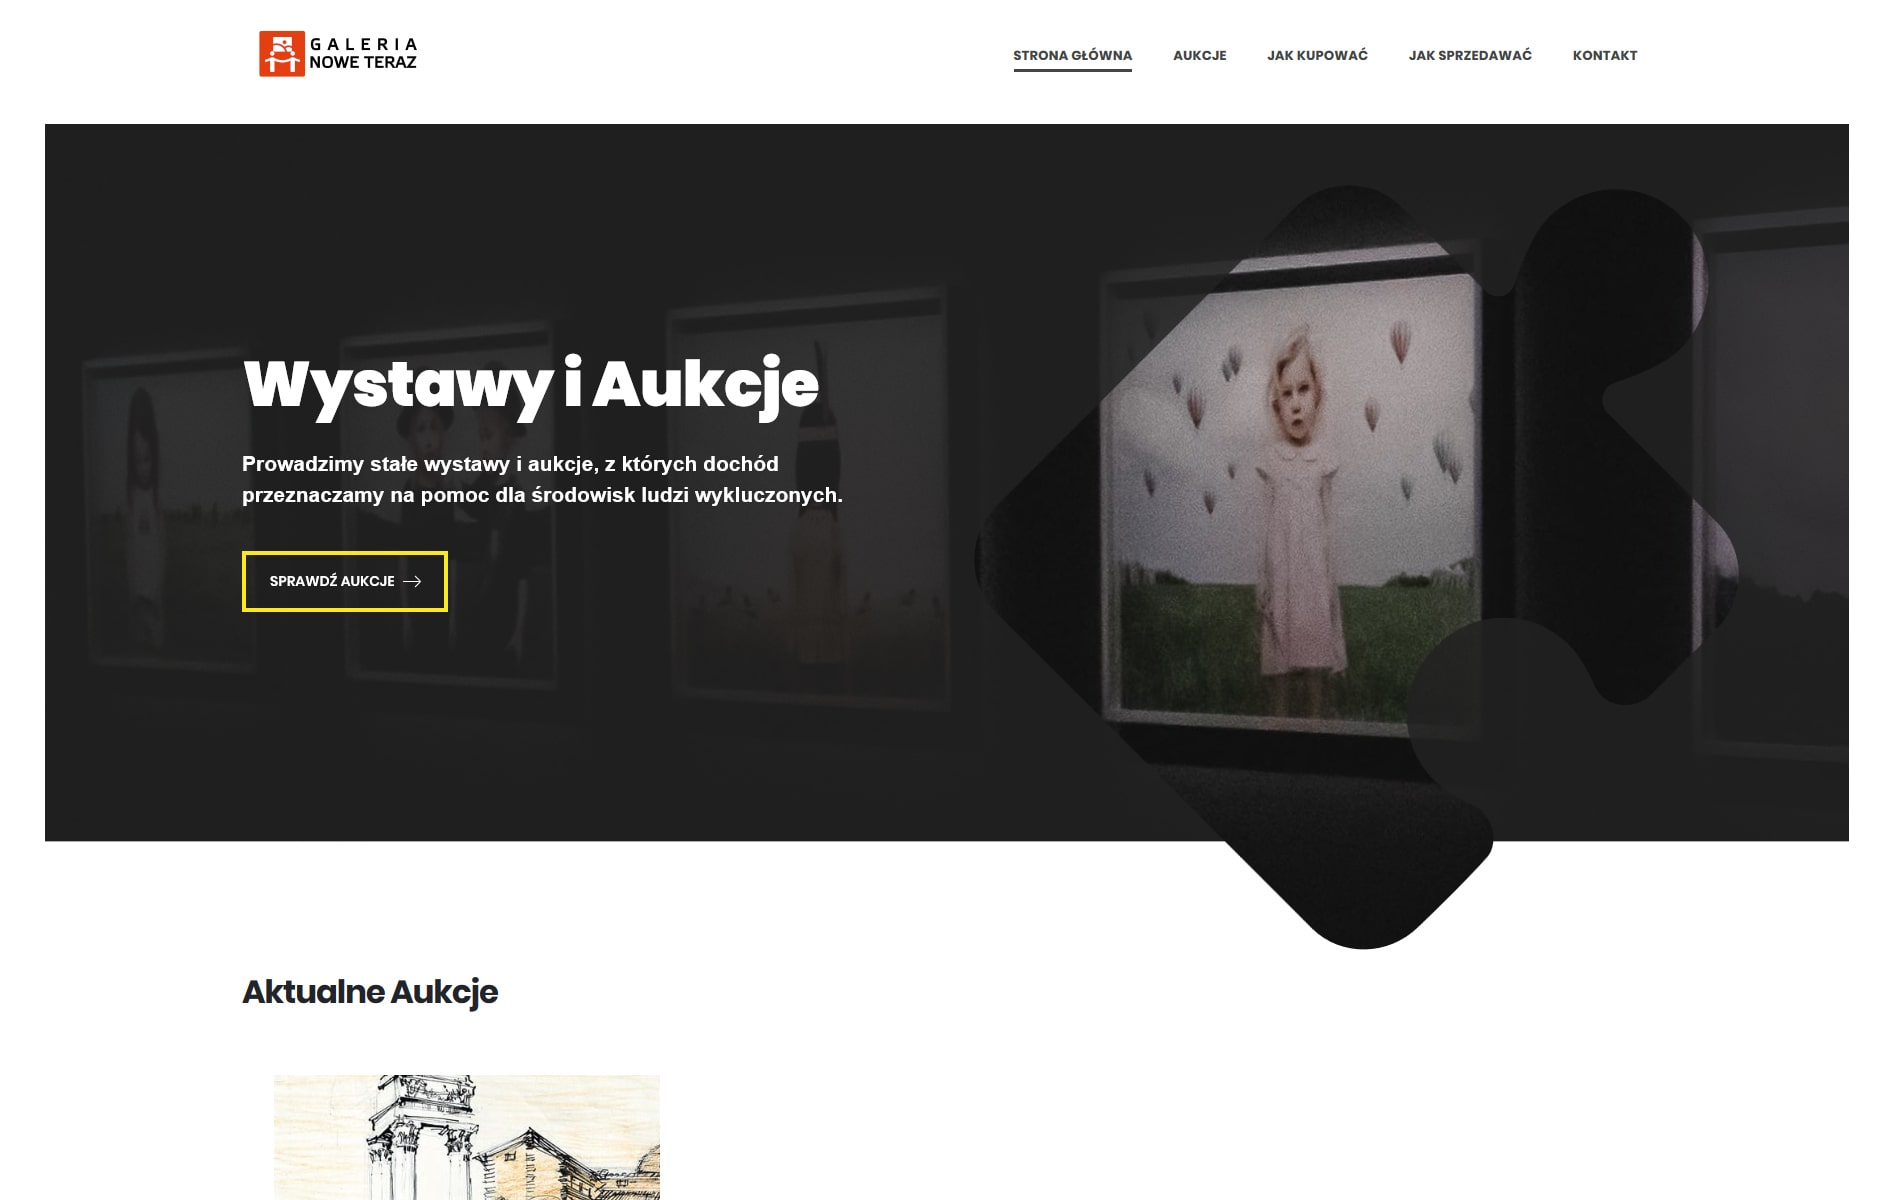 GALERIA
NOWE TERAZ
STRONA GŁÓWNA
AUKCJE
JAK KUPOWAĆ
JAK SPRZEDAWAĆ
KONTAKT
Wystawy i Aukcje
Prowadzimy stałe wystawy i aukcje, z których dochód
przeznaczamy na pomoc dla środowisk ludzi wykluczonych.
SPRAWDŹ AUKCJE
Aktualne Aukcje